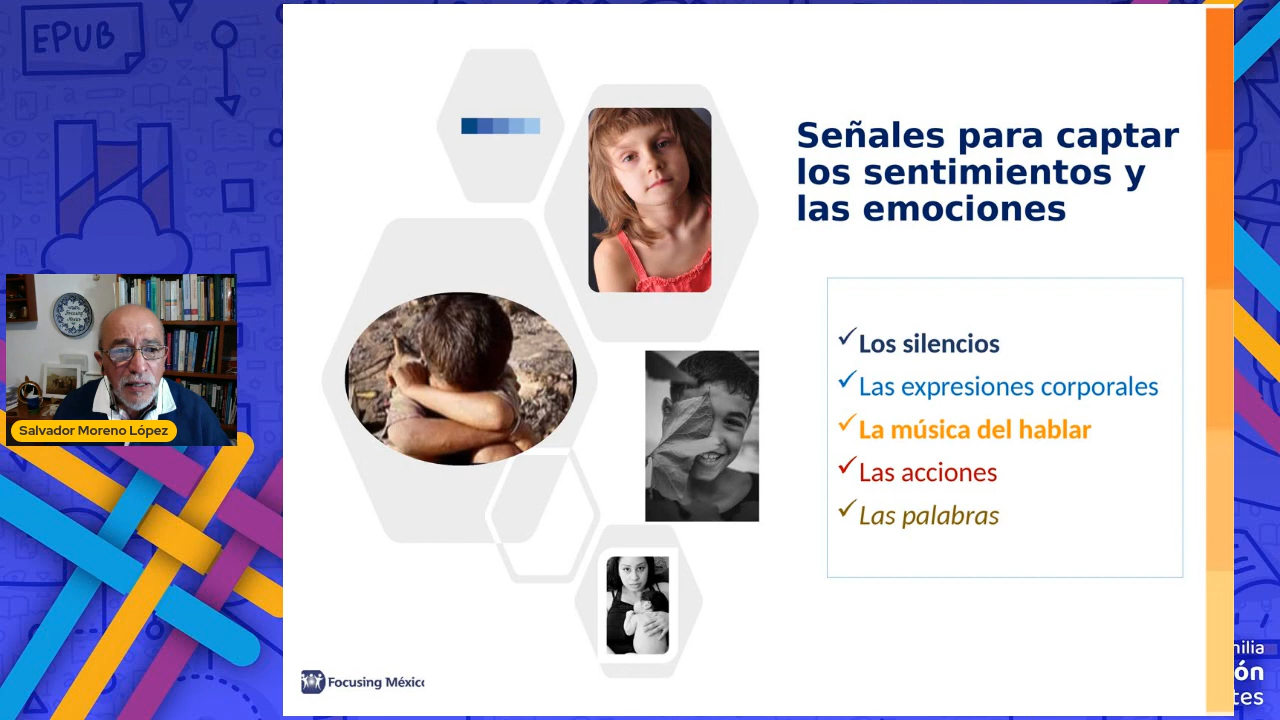 EPUB
Señales para captar
los sentimientos y
las emociones
Los silencios
Las expresiones corporales
La música del hablar
Las acciones
Las palabras
Salvador Moreno López
Focusing Méxic
milia
ón
tes